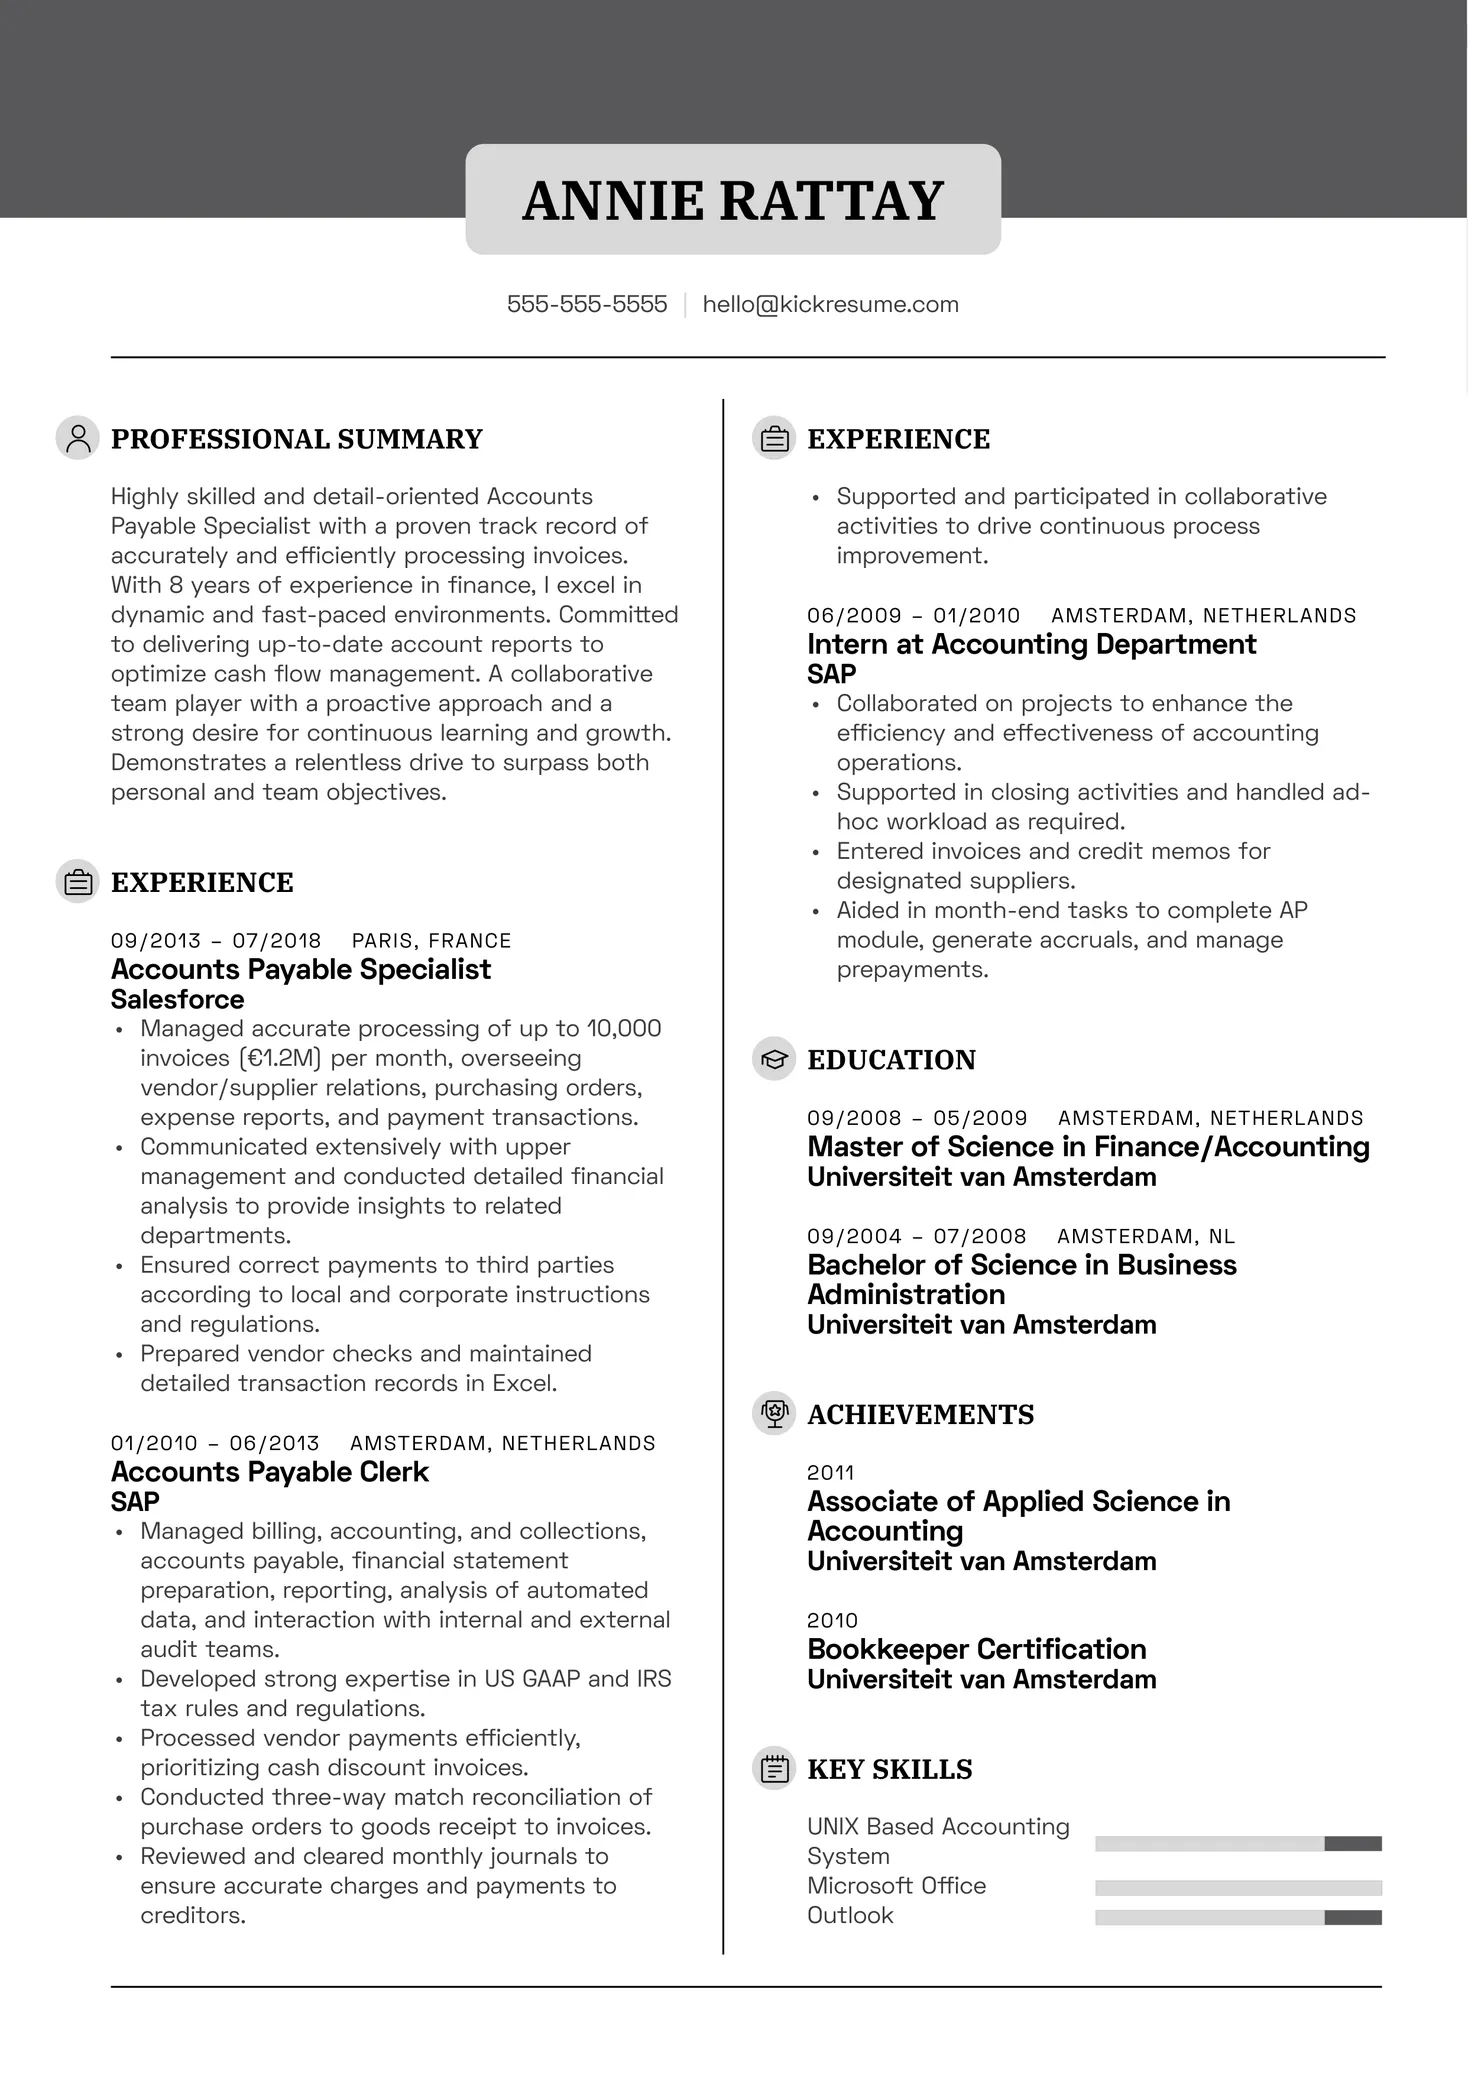 ANNIE RATTAY
555-555-5555 | hello@kickresume.com
PROFESSIONAL SUMMARY
Highly skilled and detail-oriented Accounts
Payable Specialist with a proven track record of
accurately and efficiently processing invoices.
With 8 years of experience in finance, I excel in
dynamic and fast-paced environments. Committed
to delivering up-to-date account reports to
optimize cash flow management. A collaborative
team player with a proactive approach and a
strong desire for continuous learning and growth.
Demonstrates a relentless drive to surpass both
personal and team objectives.
EXPERIENCE
09/2013 – 07/2018 PARIS, FRANCE
Accounts Payable Specialist
Salesforce
• Managed accurate processing of up to 10,000
invoices (€1.2M) per month, overseeing
vendor/supplier relations, purchasing orders,
expense reports, and payment transactions.
• Communicated extensively with upper
management and conducted detailed financial
analysis to provide insights to related
departments.
• Ensured correct payments to third parties
according to local and corporate instructions
and regulations.
• Prepared vendor checks and maintained
detailed transaction records in Excel.
01/2010 – 06/2013 AMSTERDAM, NETHERLANDS
Accounts Payable Clerk
SAP
• Managed billing, accounting, and collections,
accounts payable, financial statement
preparation, reporting, analysis of automated
data, and interaction with internal and external
audit teams.
• Developed strong expertise in US GAAP and IRS
tax rules and regulations.
• Processed vendor payments efficiently,
prioritizing cash discount invoices.
• Conducted three-way match reconciliation of
purchase orders to goods receipt to invoices.
• Reviewed and cleared monthly journals to
ensure accurate charges and payments to
creditors.
EXPERIENCE
• Supported and participated in collaborative
activities to drive continuous process
improvement.
06/2009 – 01/2010 AMSTERDAM, NETHERLANDS
Intern at Accounting Department
SAP
• Collaborated on projects to enhance the
efficiency and effectiveness of accounting
operations.
• Supported in closing activities and handled ad-
hoc workload as required.
• Entered invoices and credit memos for
designated suppliers.
• Aided in month-end tasks to complete AP
module, generate accruals, and manage
prepayments.
EDUCATION
09/2008 – 05/2009 AMSTERDAM, NETHERLANDS
Master of Science in Finance/Accounting
Universiteit van Amsterdam
09/2004 – 07/2008 AMSTERDAM, NL
Bachelor of Science in Business
Administration
Universiteit van Amsterdam
ACHIEVEMENTS
2011
Associate of Applied Science in
Accounting
Universiteit van Amsterdam
2010
Bookkeeper Certification
Universiteit van Amsterdam
KEY SKILLS
UNIX Based Accounting
System
Microsoft Office
Outlook